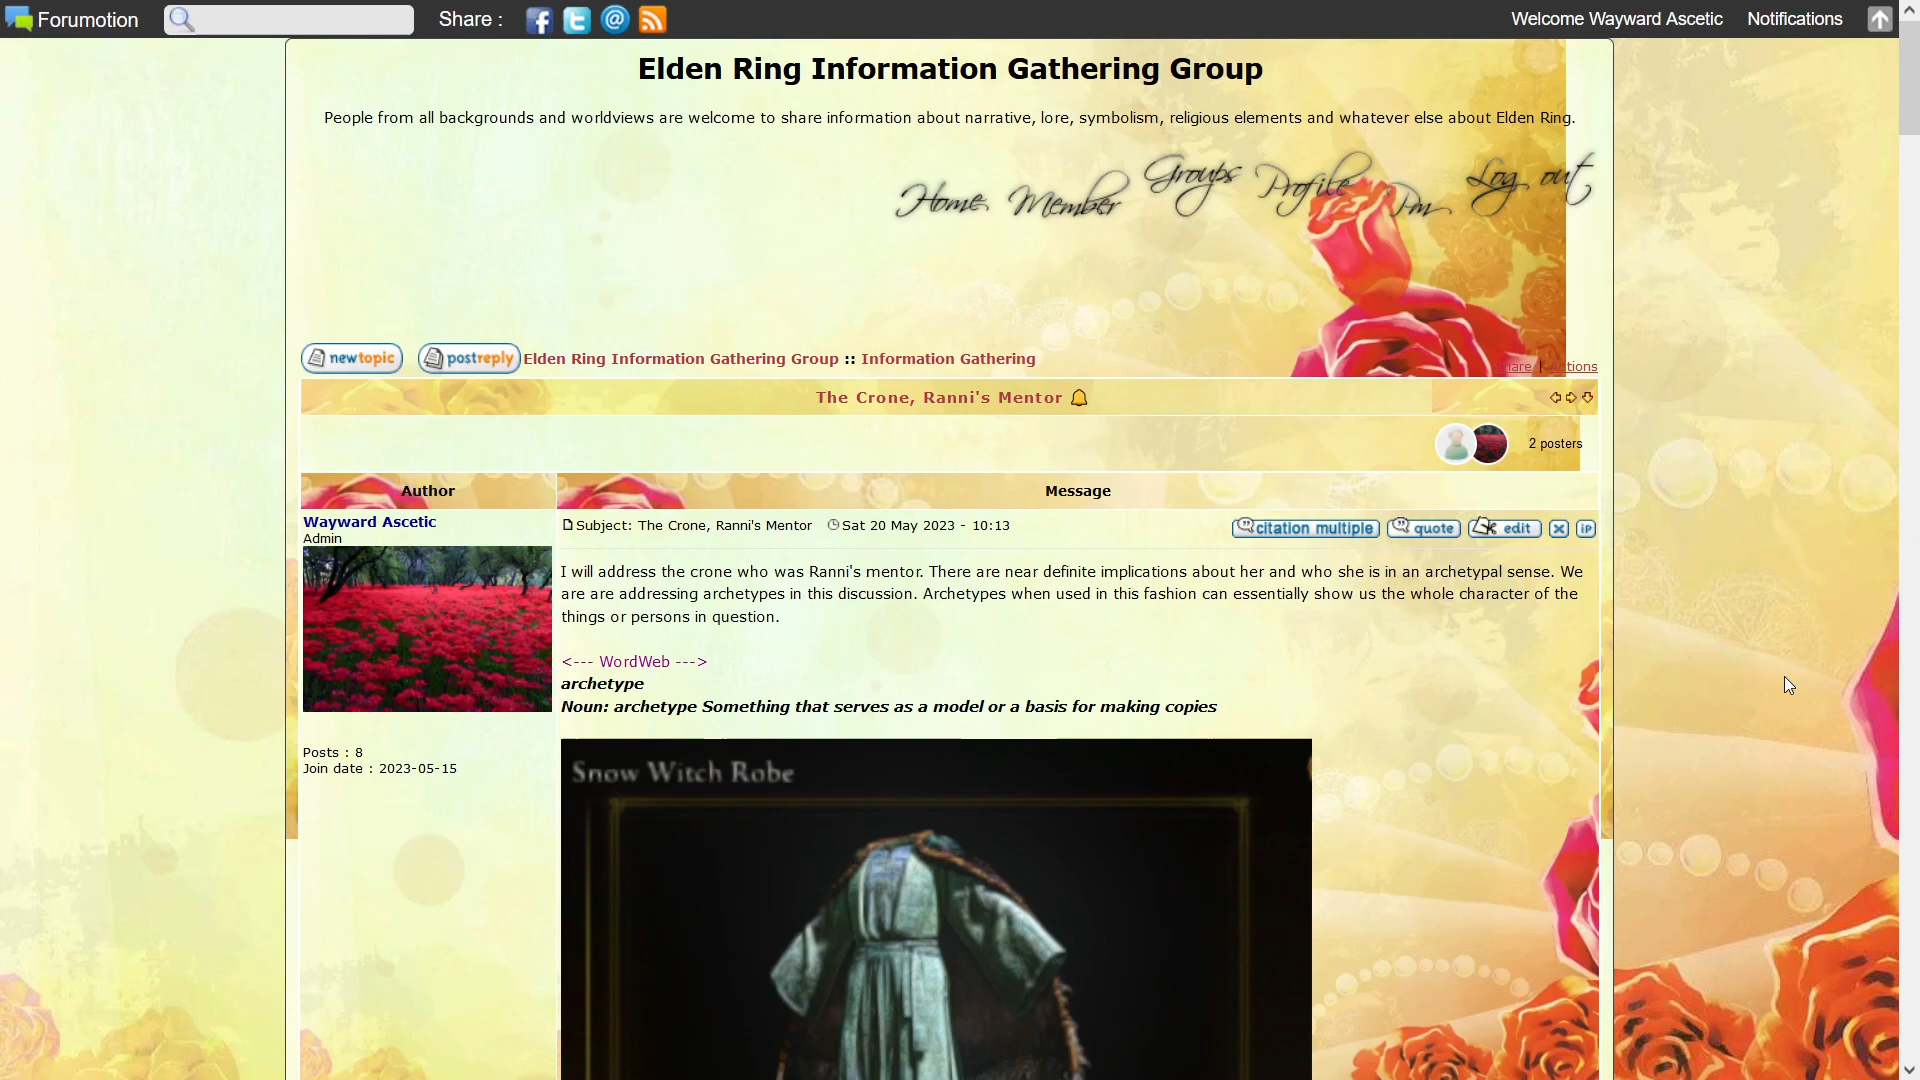 Forumotion
Share :
Welcome Wayward Ascetic
Notifications
Elden Ring Information Gathering Group
People from all backgrounds and worldviews are welcome to share information about narrative, lore, symbolism, religious elements and whatever else about Elden Ring.
Home Member Groups Profile Pm Log out
newtopic postreply Elden Ring Information Gathering Group :: Information Gathering
Share | Actions
The Crone, Ranni's Mentor
2 posters
Author
Message
Wayward Ascetic
Admin
Posts : 8
Join date : 2023-05-15
Subject: The Crone, Ranni's Mentor Sat 20 May 2023 - 10:13
citation multiple quote edit x IP
I will address the crone who was Ranni's mentor. There are near definite implications about her and who she is in an archetypal sense. We
are are addressing archetypes in this discussion. Archetypes when used in this fashion can essentially show us the whole character of the
things or persons in question.
<--- WordWeb --->
archetype
Noun: archetype Something that serves as a model or a basis for making copies
Snow Witch Robe